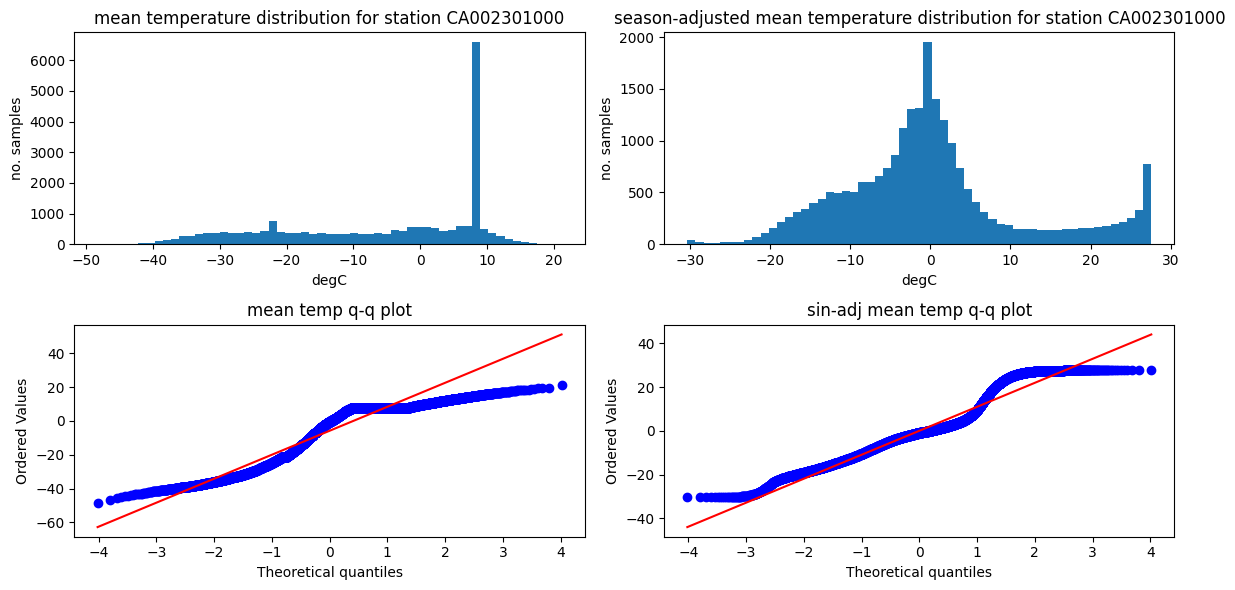 mean temperature distribution for station CA002301000
no. samples
6000
5000
4000
3000
2000
1000
0
−50 −40 −30 −20 −10 0 10 20
degC
season-adjusted mean temperature distribution for station CA002301000
no. samples
2000
1500
1000
500
0
−30 −20 −10 0 10 20 30
degC
mean temp q-q plot
Ordered Values
40
20
0
−20
−40
−60
−4 −3 −2 −1 0 1 2 3 4
Theoretical quantiles
sin-adj mean temp q-q plot
Ordered Values
40
20
0
−20
−40
−4 −3 −2 −1 0 1 2 3 4
Theoretical quantiles